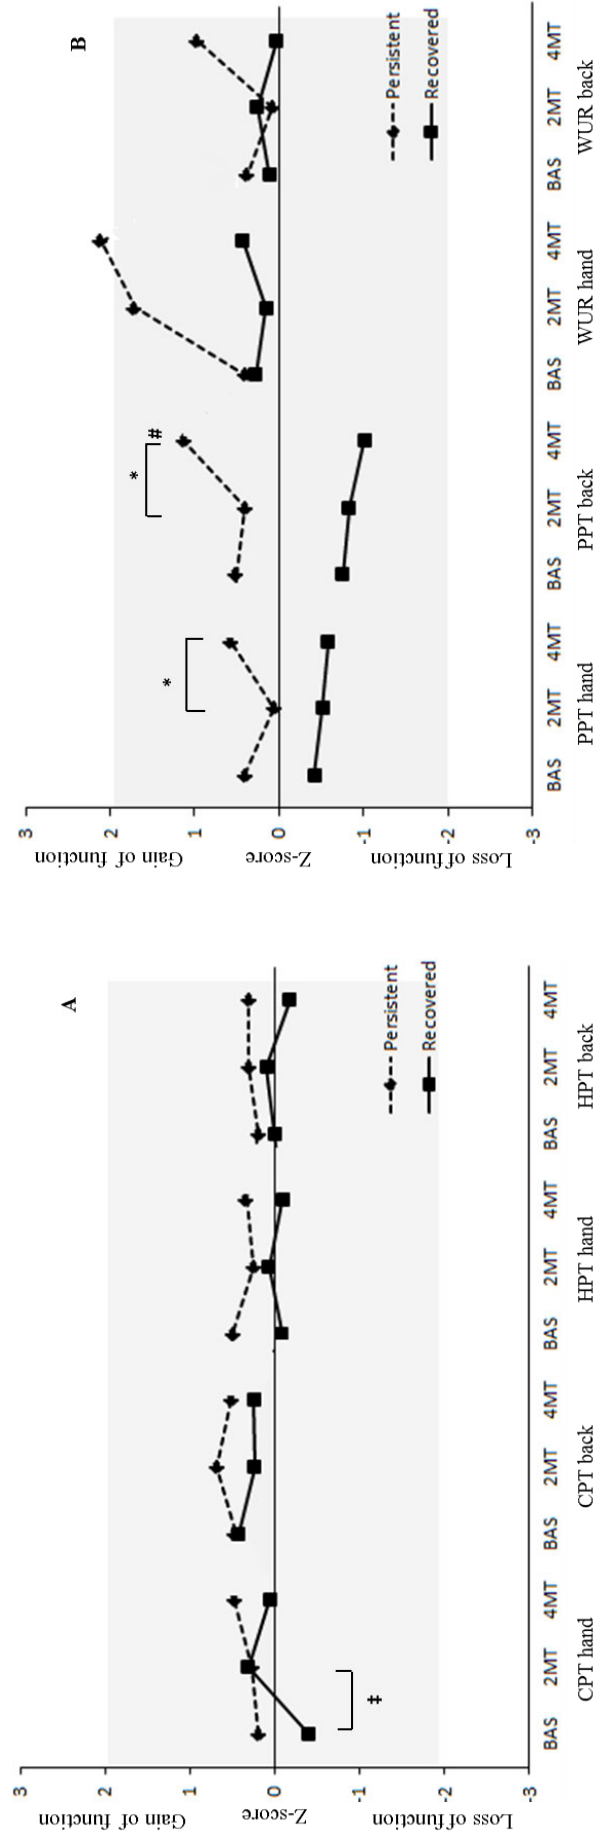 A
3
2
1
0
-1
-2
-3
Gain of function
Z-score
Loss of function
‡
Persistent
Recovered
BAS 2MT 4MT BAS 2MT 4MT BAS 2MT 4MT BAS 2MT 4MT
CPT hand CPT back HPT hand HPT back
B
3
2
1
0
-1
-2
-3
Gain of function
Z-score
Loss of function
*
*
#
Persistent
Recovered
BAS 2MT 4MT BAS 2MT 4MT BAS 2MT 4MT BAS 2MT 4MT
PPT hand PPT back WUR hand WUR back